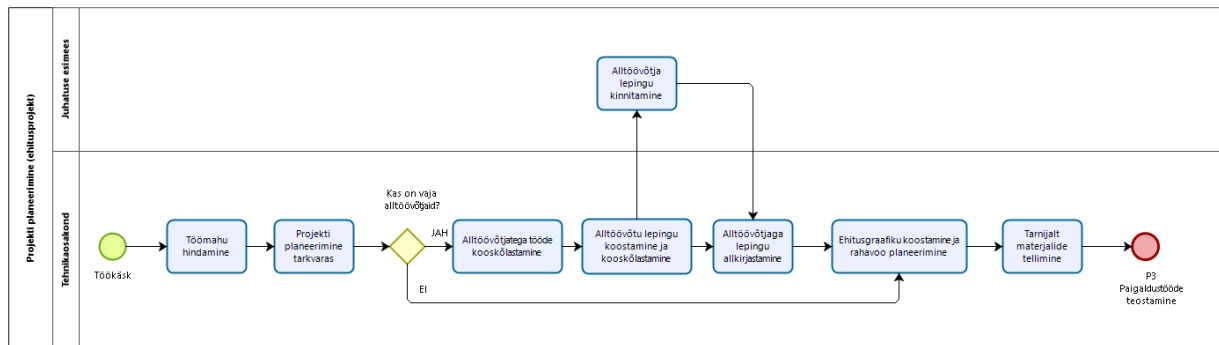 Projekti planeerimine (ehitusprojekt)
Juhatuse esimees
Alltöövõtja
lepingu
kinnitamine
Tehnikaosakond
Töökäsk
Töömahu
hindamine
Projekti
planeerimine
tarkvaras
Kas on vaja
alltöövõtjaid?
JAH
EI
Alltöövõtjatega tööde
kooskõlastamine
Alltöövõtu lepingu
koostamine ja
kooskõlastamine
Alltöövõtjaga
lepingu
allkirjastamine
Ehitusgraafiku koostamine ja
rahavoo planeerimine
Tarnijalt
materjalide
tellimine
P3
Paigaldustööde
teostamine